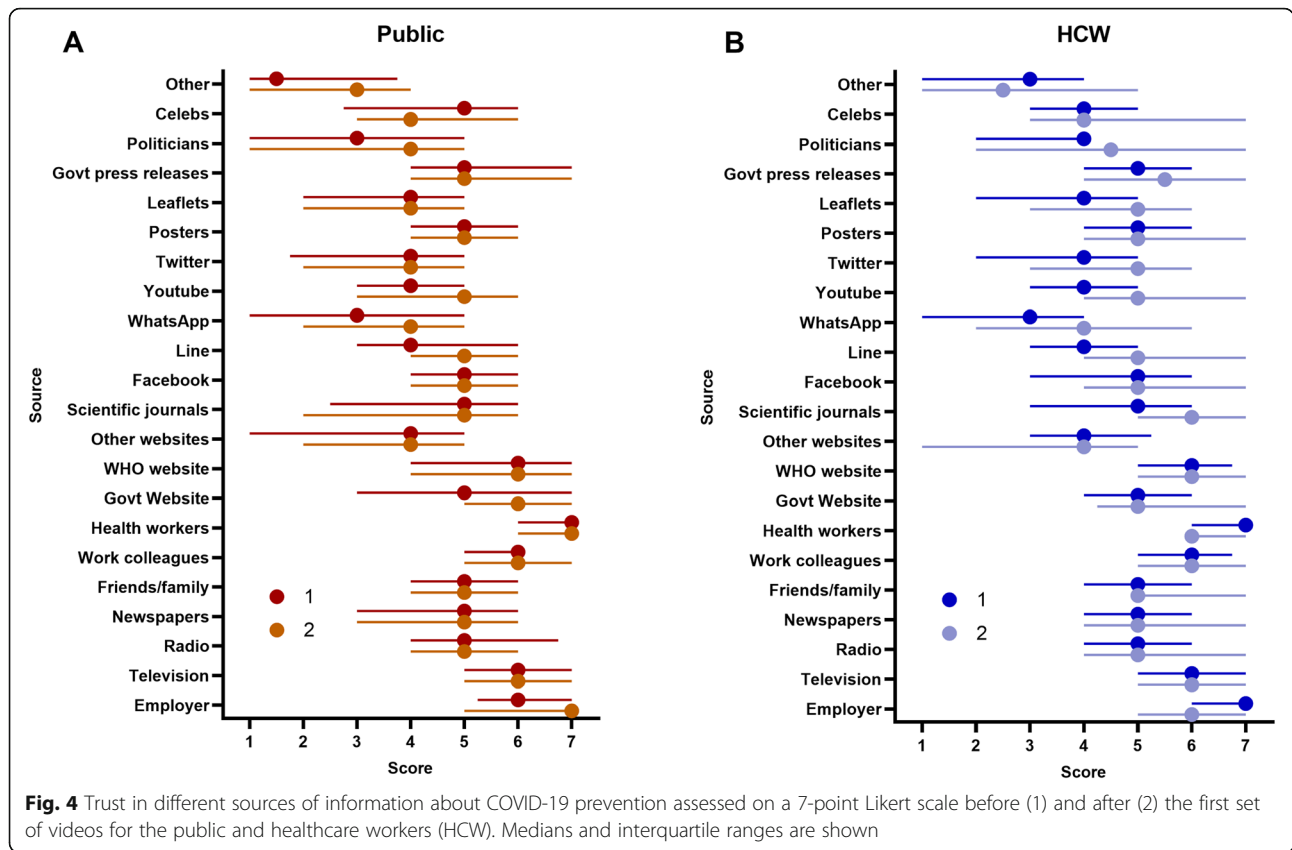 A
Public
Other
Celebs
Politicians
Govt press releases
Leaflets
Posters
Twitter
Youtube
WhatsApp
Line
Facebook
Scientific journals
Other websites
WHO website
Govt Website
Health workers
Work colleagues
Friends/family
Newspapers
Radio
Television
Employer
Source
1
2
1 2 3 4 5 6 7
Score
B
HCW
Other
Celebs
Politicians
Govt press releases
Leaflets
Posters
Twitter
Youtube
WhatsApp
Line
Facebook
Scientific journals
Other websites
WHO website
Govt Website
Health workers
Work colleagues
Friends/family
Newspapers
Radio
Television
Employer
Source
1
2
1 2 3 4 5 6 7
Score
Fig. 4 Trust in different sources of information about COVID-19 prevention assessed on a 7-point Likert scale before (1) and after (2) the first set
of videos for the public and healthcare workers (HCW). Medians and interquartile ranges are shown